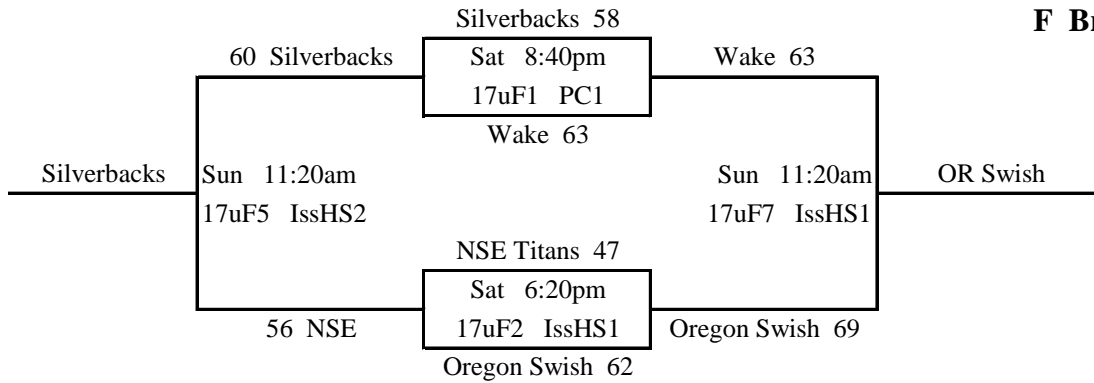 Silverbacks 58
F Br
60 Silverbacks
Sat 8:40pm
Wake 63
17uF1 PC1
Wake 63
Silverbacks
Sun 11:20am
Sun 11:20am
OR Swish
17uF5 IssHS2
17uF7 IssHS1
NSE Titans 47
Sat 6:20pm
56 NSE
17uF2 IssHS1
Oregon Swish 69
Oregon Swish 62